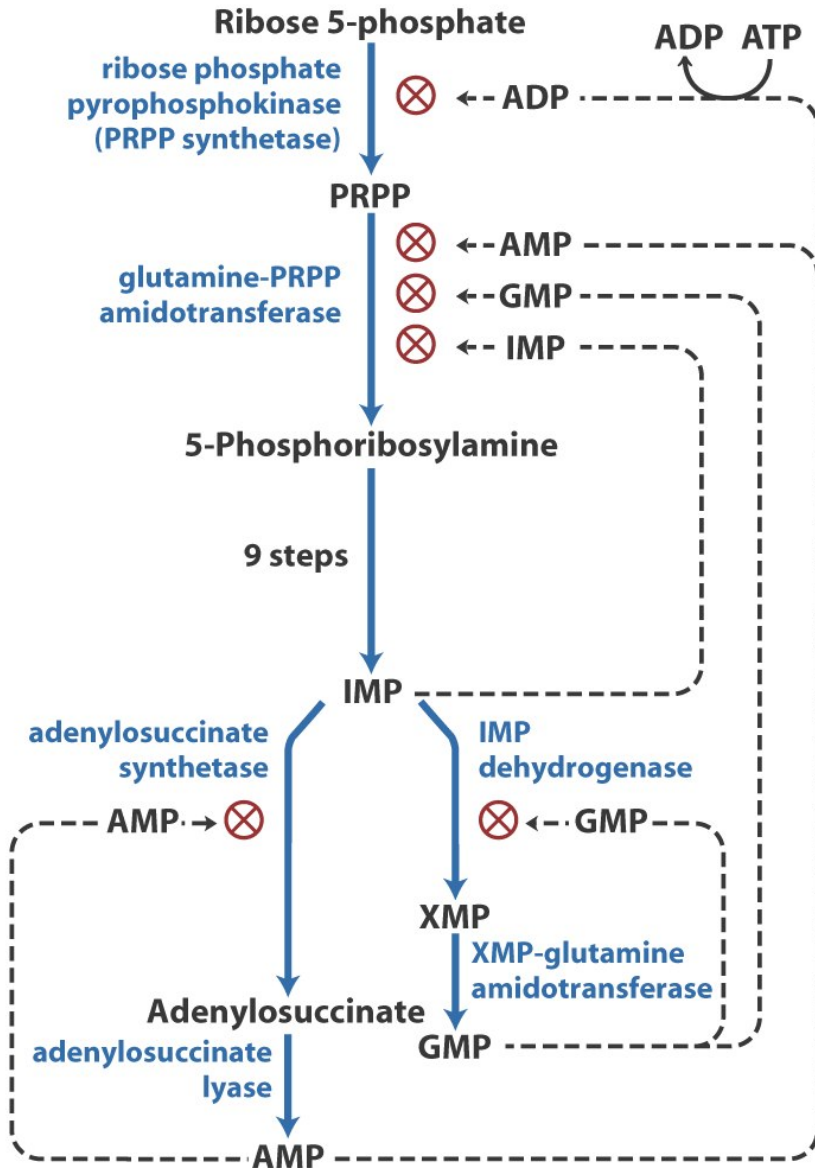 Ribose 5-phosphate
ADP ATP
ribose phosphate
pyrophosphokinase
(PRPP synthetase)
ADP
PRPP
glutamine-PRPP
amidotransferase
AMP
GMP
IMP
5-Phosphoribosylamine
9 steps
IMP
adenylosuccinate
synthetase
IMP
dehydrogenase
AMP
GMP
XMP
XMP-glutamine
amidotransferase
Adenylosuccinate
GMP
adenylosuccinate
lyase
AMP